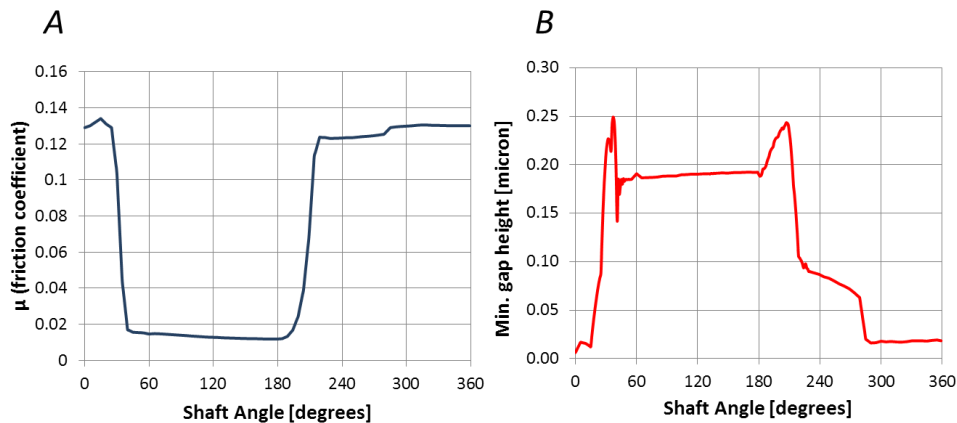 A
0.16
0.14
0.12
0.1
0.08
0.06
0.04
0.02
0
μ (friction coefficient)
0 60 120 180 240 300 360
Shaft Angle [degrees]
B
0.30
0.25
0.20
0.15
0.10
0.05
0.00
Min. gap height [micron]
0 60 120 180 240 300 360
Shaft Angle [degrees]